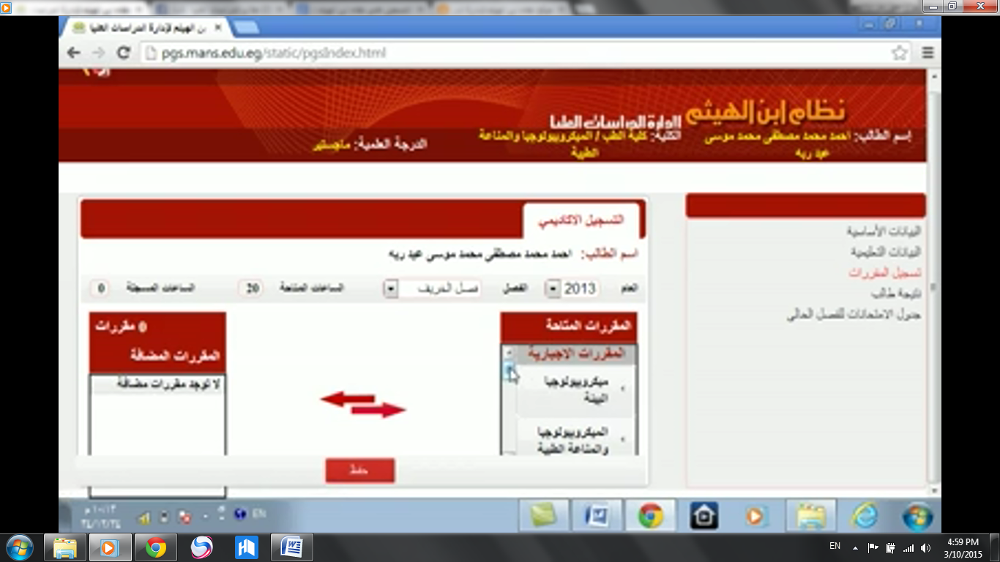 ن الهيثم لإدارة الدراسات العليا
pgs.mans.edu.eg/static/pgsIndex.html
نظام ابن الهيثم
لإدارة الدراسات العليا
إسم الطالب: احمد محمد مصطفى محمد موسى
عبد ربه
الكلية: كلية الطب / الميكروبيولوجيا والمناعة
الطبية
الدرجة العلمية: ماجستير
البيانات الأساسية
البيانات التعليمية
تسجيل المقررات
نتيجة طالب
جدول الامتحانات للفصل الحالى
التسجيل الاكاديمي
اسم الطالب: احمد محمد مصطفى محمد موسى عبد ربه
العام 2013 الفصل فصل الخريف الساعات المتاحة 20 الساعات المسجلة 0
المقررات المتاحة
المقررات الاجبارية
ميكروبيولوجيا
البيئة
الميكروبيولوجيا
والمناعة الطبية
0 مقررات
المقررات المضافة
لا توجد مقررات مضافة
حفظ
EN
EN
4:59 PM
3/10/2015